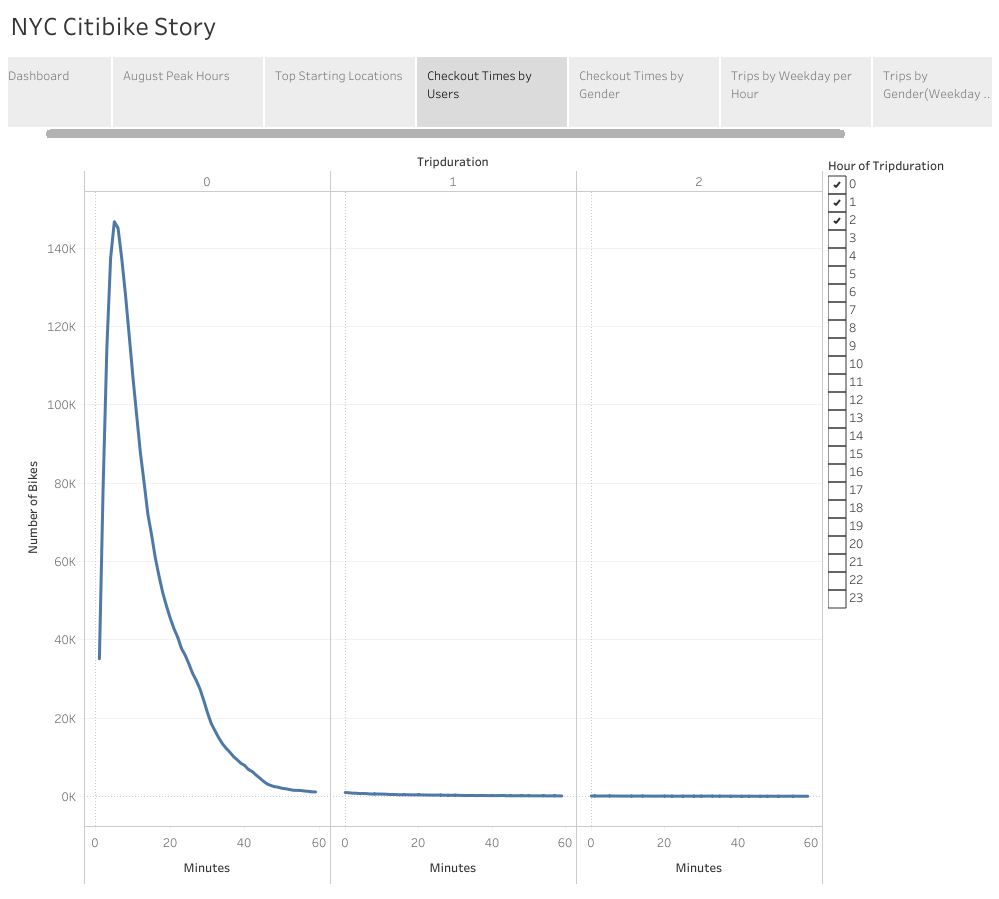 NYC Citibike Story
Dashboard
August Peak Hours
Top Starting Locations
Checkout Times by
Users
Checkout Times by
Gender
Trips by Weekday per
Hour
Trips by
Gender(Weekday ..
Tripduration
0
1
2
140K
120K
100K
80K
60K
40K
20K
0K
Number of Bikes
0 20 40 60
0 20 40 60
0 20 40 60
Minutes
Minutes
Minutes
Hour of Tripduration
0
1
2
3
4
5
6
7
8
9
10
11
12
13
14
15
16
17
18
19
20
21
22
23